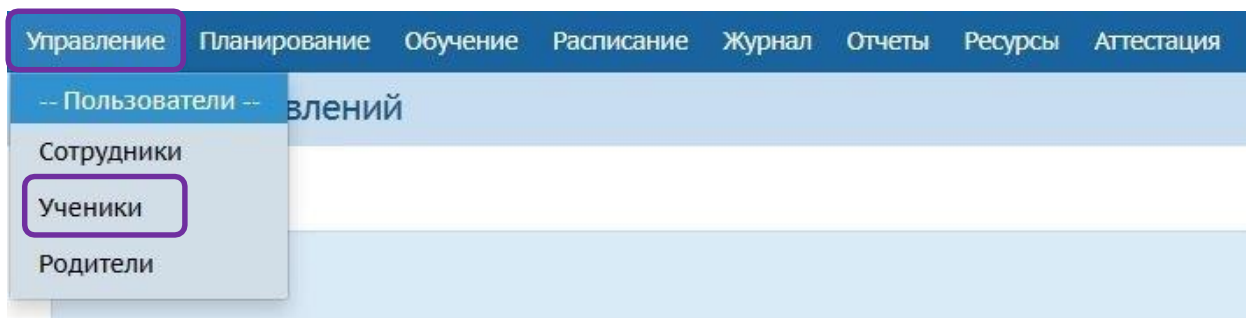 Управление Планирование Обучение Расписание Журнал Отчеты Ресурсы Аттестация
-- Пользователи --
Сотрудники
Ученики
Родители